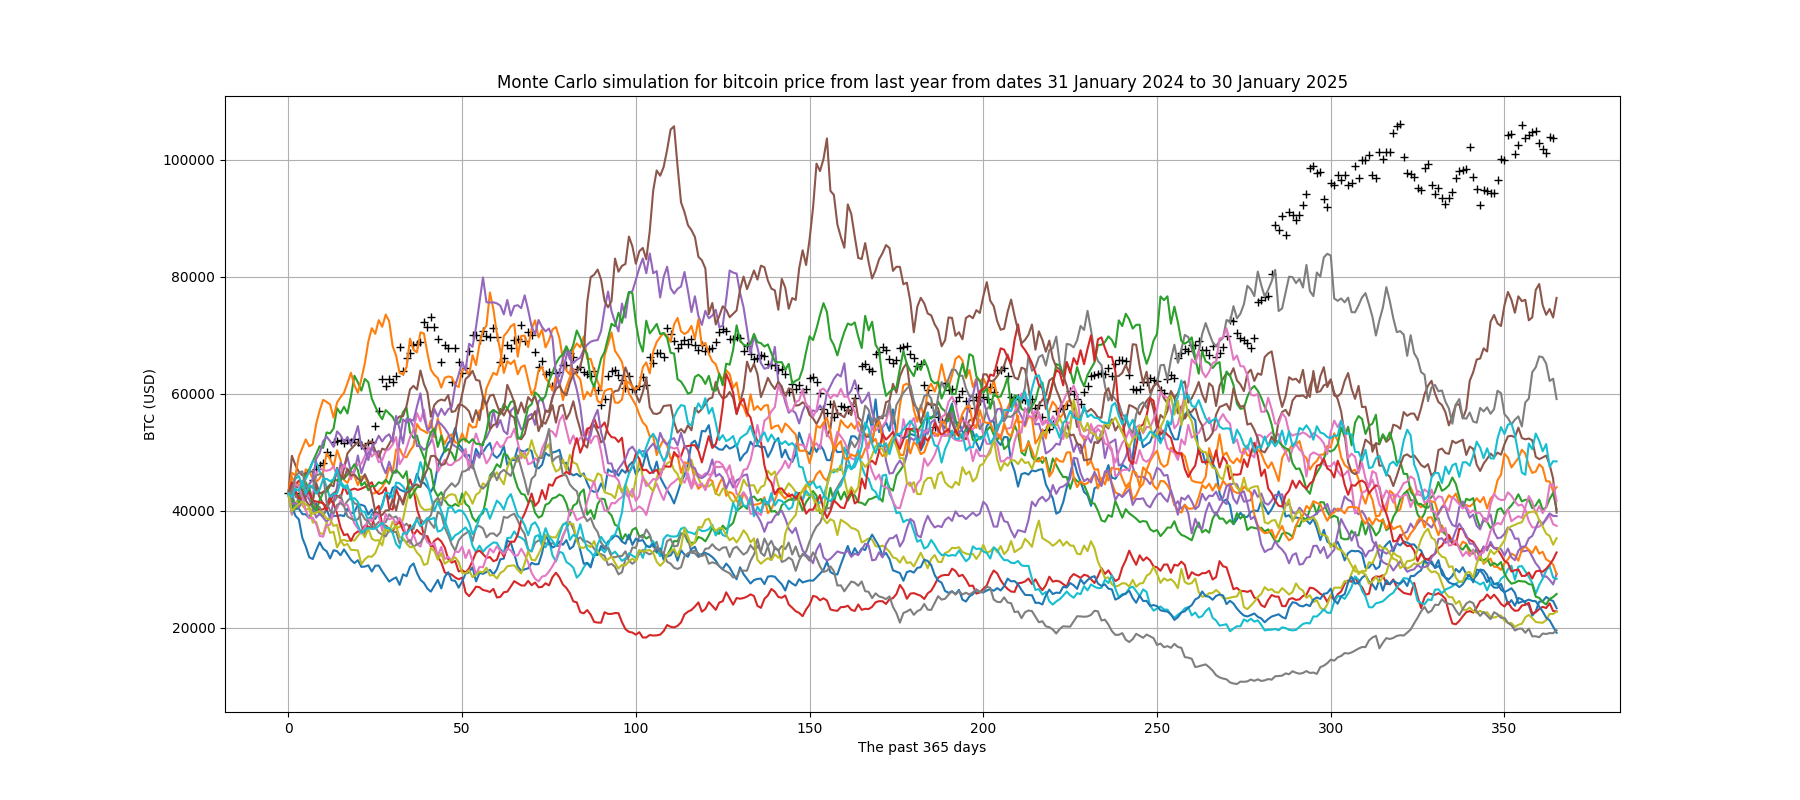 Monte Carlo simulation for bitcoin price from last year from dates 31 January 2024 to 30 January 2025
100000
80000
60000
40000
20000
BTC (USD)
0 50 100 150 200 250 300 350
The past 365 days